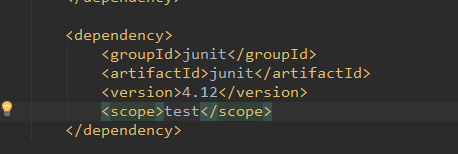 </dependency>
<dependency>
<groupId>junit</groupId>
<artifactId>junit</artifactId>
<version>4.12</version>
<scope>test</scope>
</dependency>